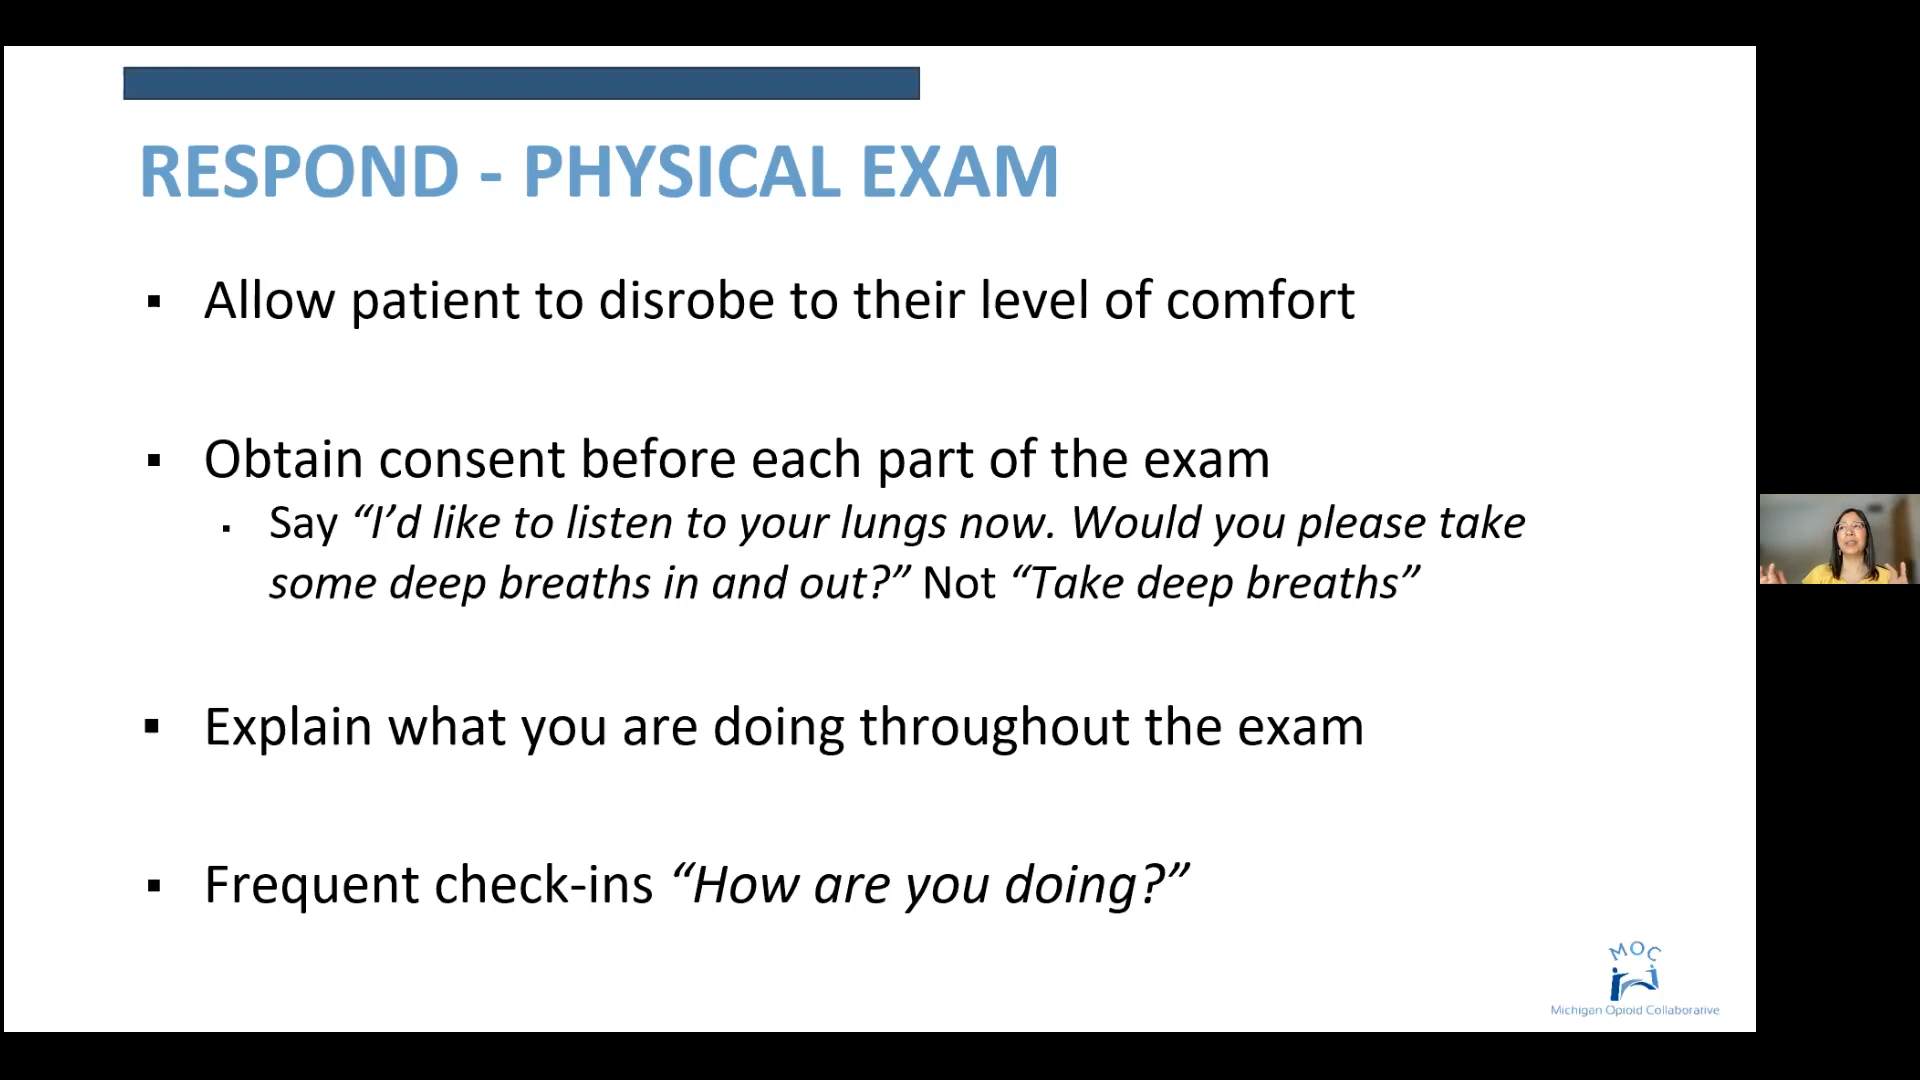 RESPOND - PHYSICAL EXAM
▪ Allow patient to disrobe to their level of comfort
▪ Obtain consent before each part of the exam
▪ Say “I’d like to listen to your lungs now. Would you please take
some deep breaths in and out?” Not “Take deep breaths”
▪ Explain what you are doing throughout the exam
▪ Frequent check-ins “How are you doing?”
MOC
Michigan Opioid Collaborative